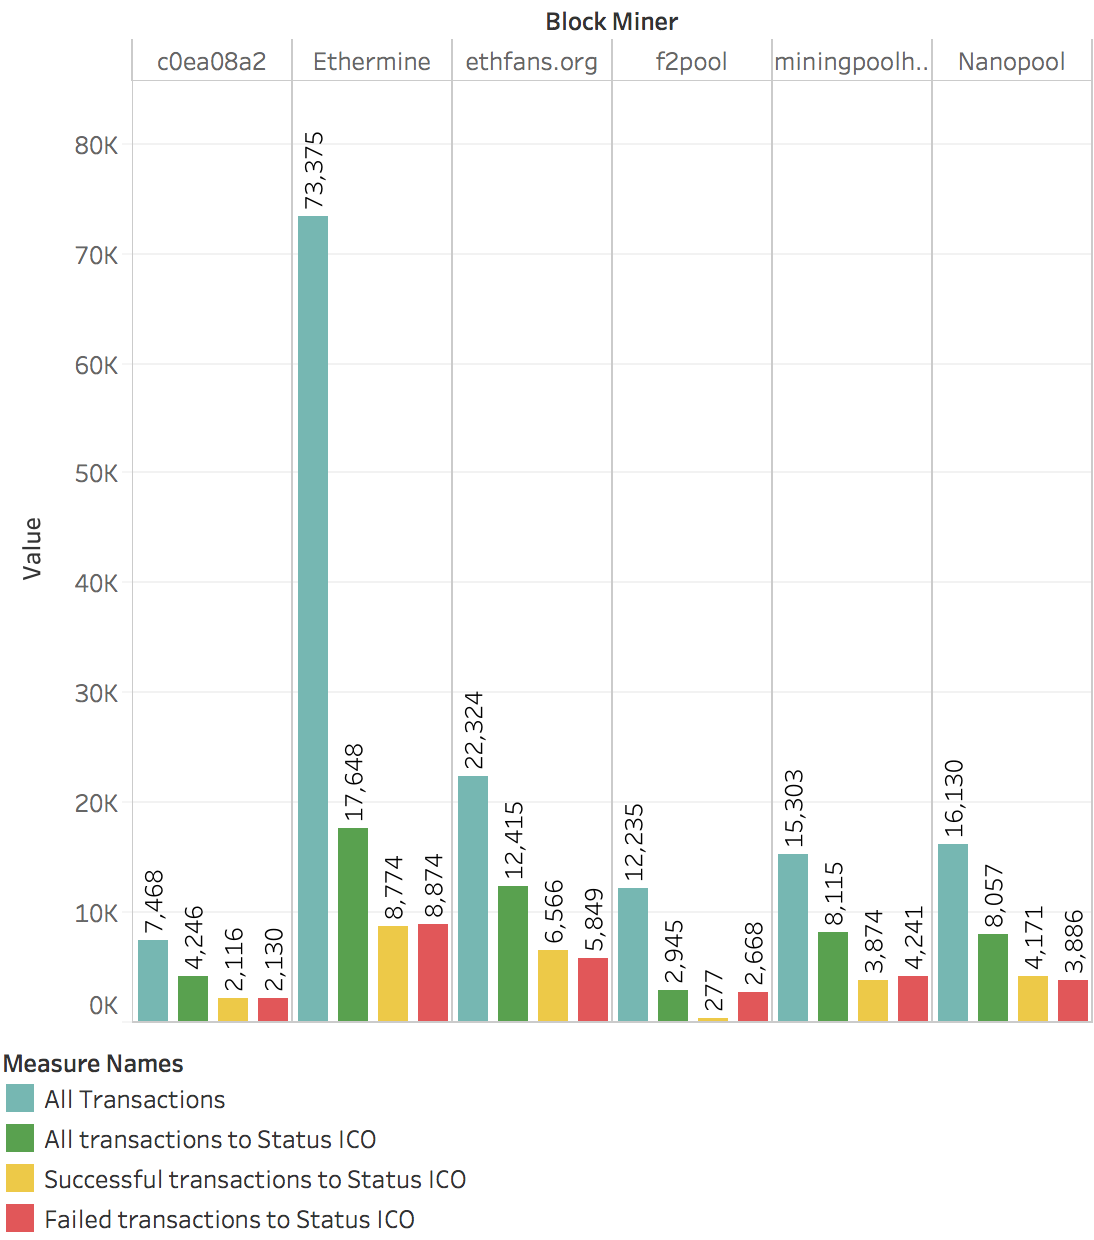 Block Miner
c0ea08a2 Ethermine ethfans.org f2pool miningpoolh.. Nanopool
80K
70K
60K
50K
40K
30K
20K
10K
0K
Value
7,468 4,246 2,116 2,130
73,375 17,648 8,774 8,874
22,324 12,415 6,566 5,849
12,235 2,945 277 2,668
15,303 8,115 3,874 4,241
16,130 8,057 4,171 3,886
Measure Names
All Transactions
All transactions to Status ICO
Successful transactions to Status ICO
Failed transactions to Status ICO